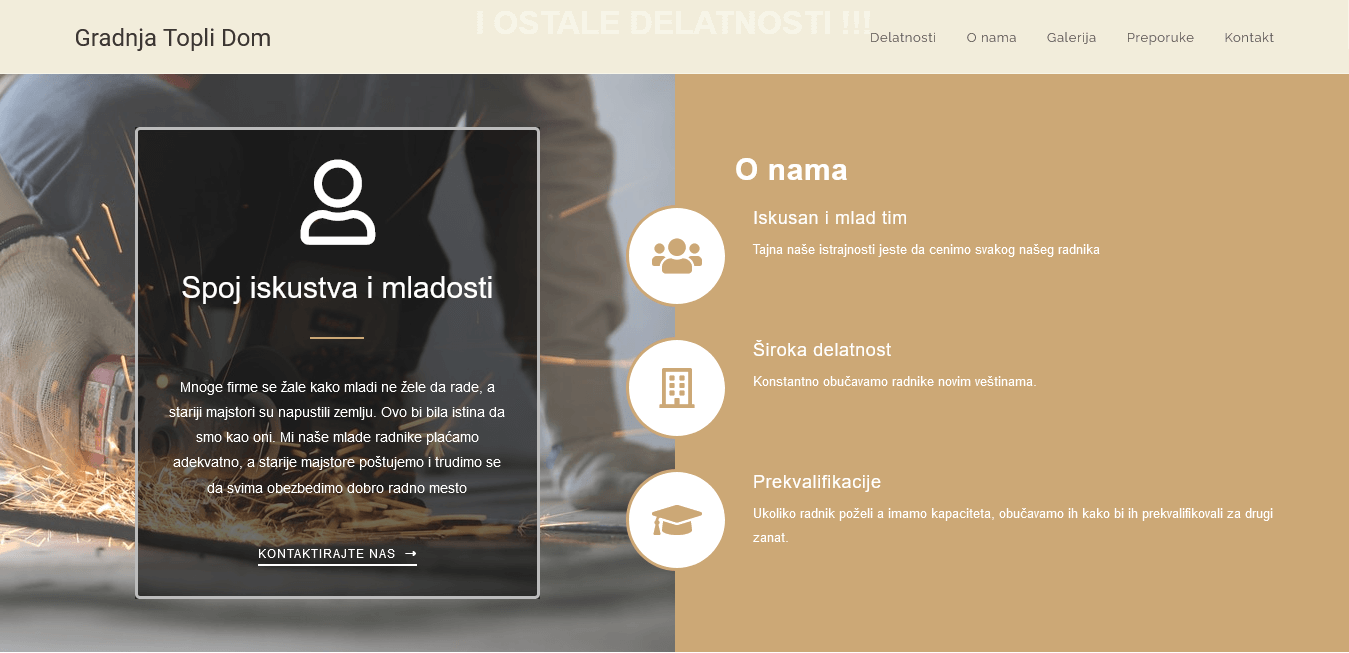 I OSTALE DELATNOSTI !!!
Gradnja Topli Dom
Delatnosti
O nama
Galerija
Preporuke
Kontakt
Spoj iskustva i mladosti
Mnoge firme se žale kako mladi ne žele da rade, a
stariji majstori su napustili zemlju. Ovo bi bila istina da
smo kao oni. Mi naše mlade radnike plaćamo
adekvatno, a starije majstore poštujemo i trudimo se
da svima obezbedimo dobro radno mesto
KONTAKTIRAJTE NAS →
O nama
Iskusan i mlad tim
Tajna naše istrajnosti jeste da cenimo svakog našeg radnika
Široka delatnost
Konstantno obučavamo radnike novim veštinama.
Prekvalifikacije
Ukoliko radnik poželi a imamo kapaciteta, obučavamo ih kako bi ih prekvalifikovali za drugi
zanat.